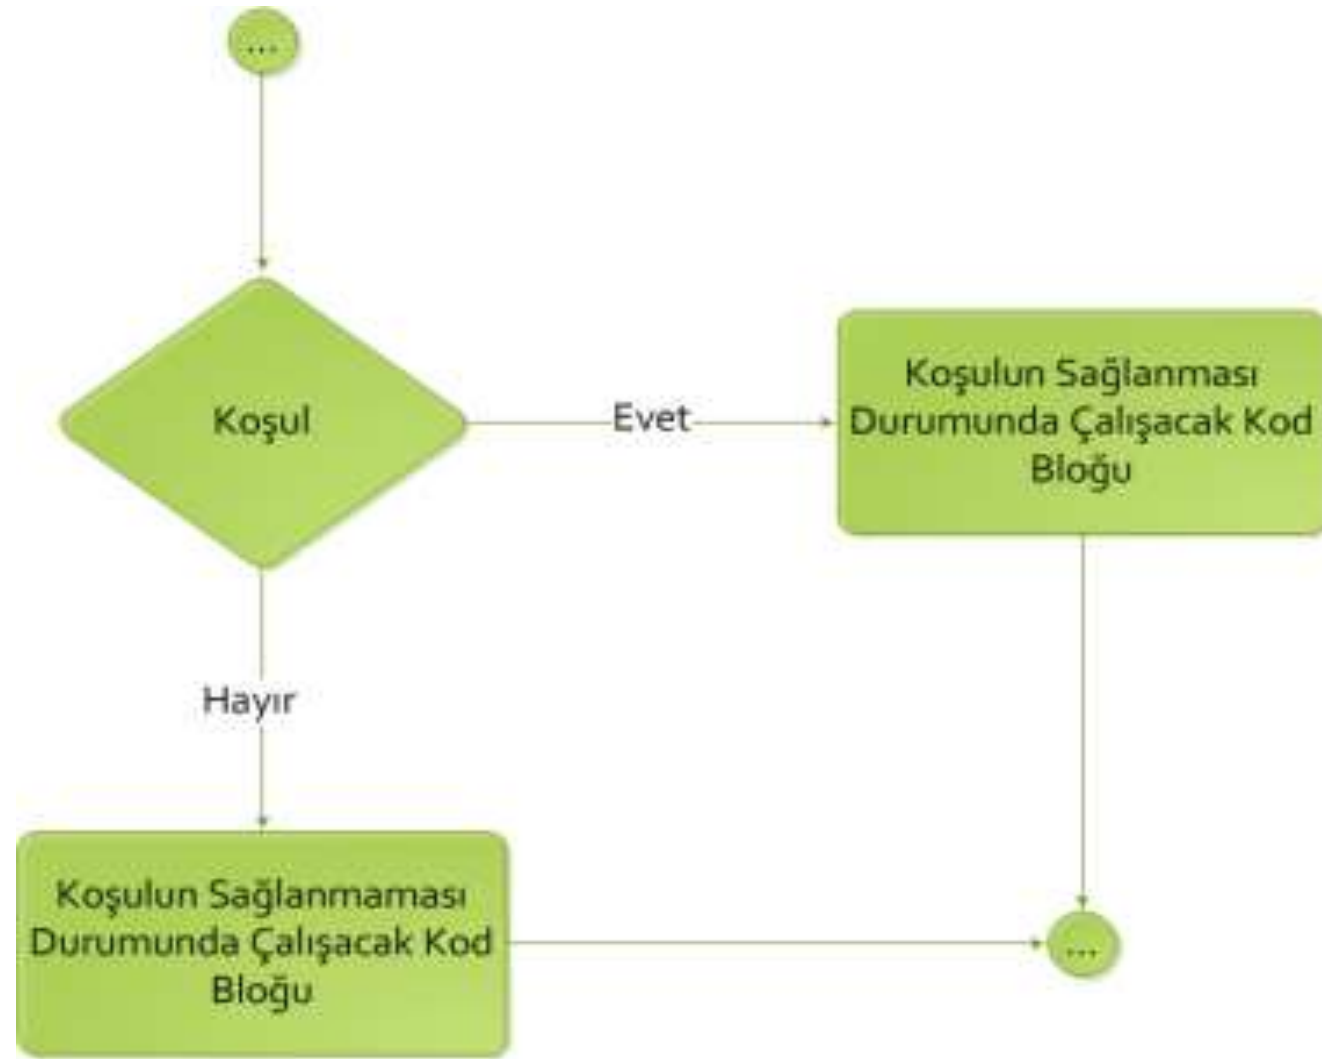 ...
Koşul
Evet
Koşulun Sağlanması
Durumunda Çalışacak Kod
Bloğu
Hayır
Koşulun Sağlanmaması
Durumunda Çalışacak Kod
Bloğu
...